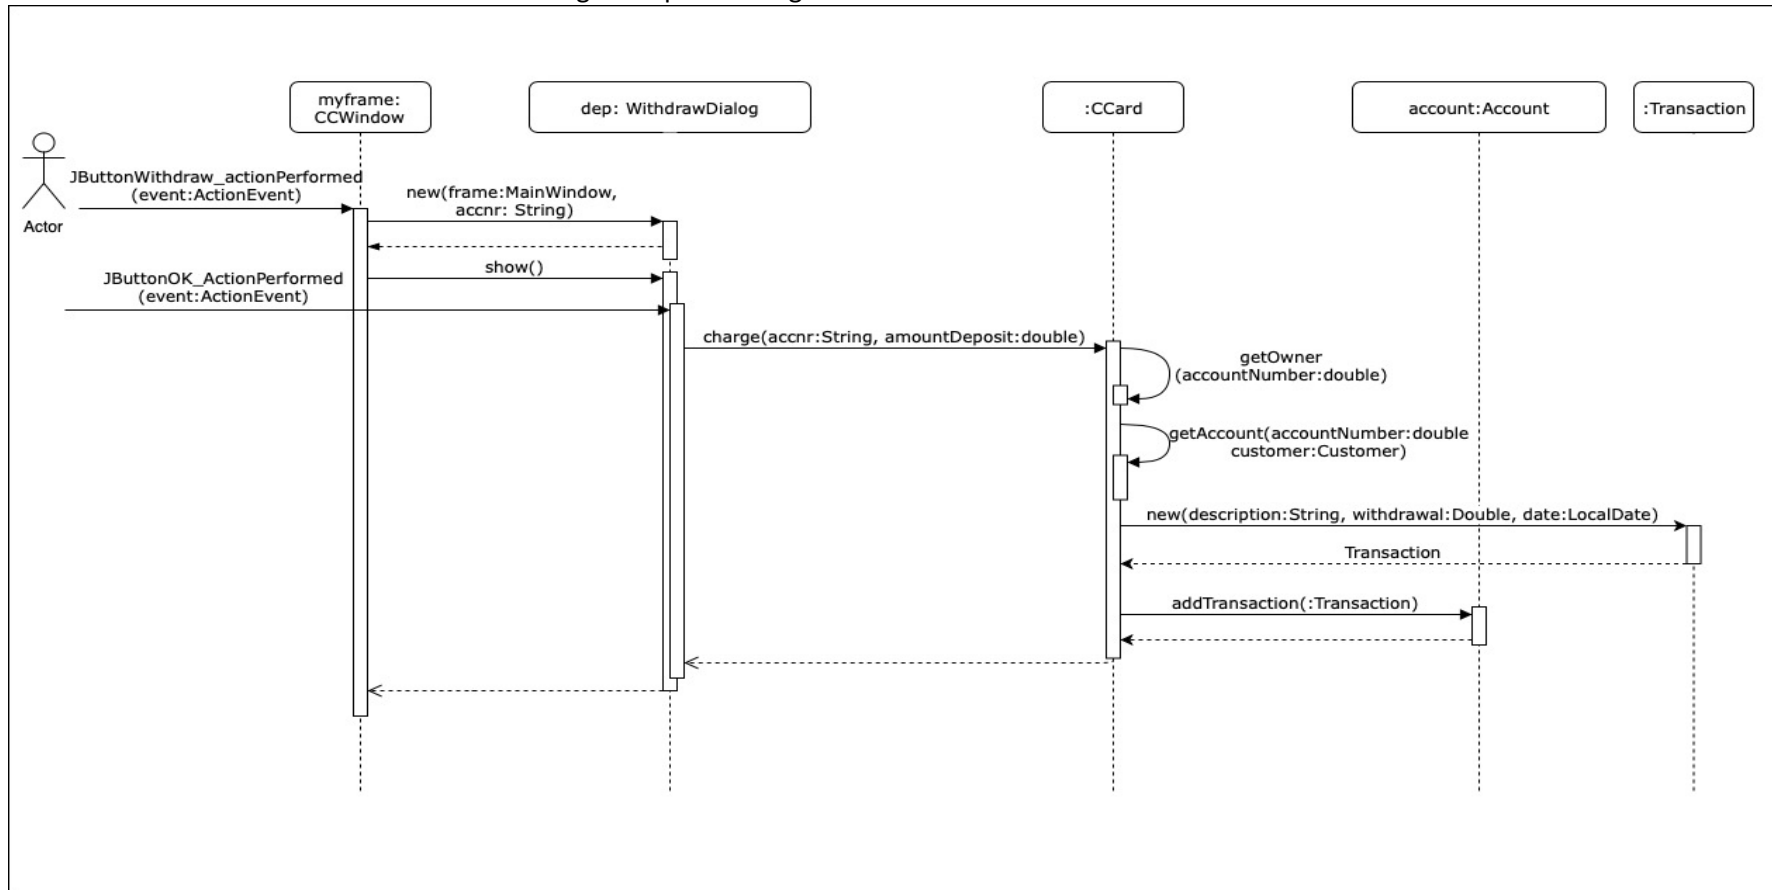 myframe:
CCWindow
dep: WithdrawDialog
:CCard
account:Account
:Transaction
Actor
JButtonWithdraw_actionPerformed
(event:ActionEvent)
new(frame:MainWindow,
accnr: String)
show()
JButtonOK_ActionPerformed
(event:ActionEvent)
charge(accnr:String, amountDeposit:double)
getOwner
(accountNumber:double)
getAccount(accountNumber:double
customer:Customer)
new(description:String, withdrawal:Double, date:LocalDate)
Transaction
addTransaction(:Transaction)